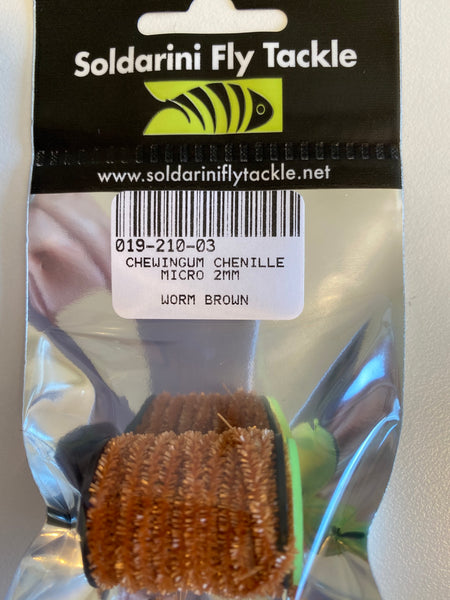 Soldarini Fly Tackle
www.soldariniflytackle.net
019-210-03
CHEWINGUM CHENILLE
MICRO 2MM
WORM BROWN